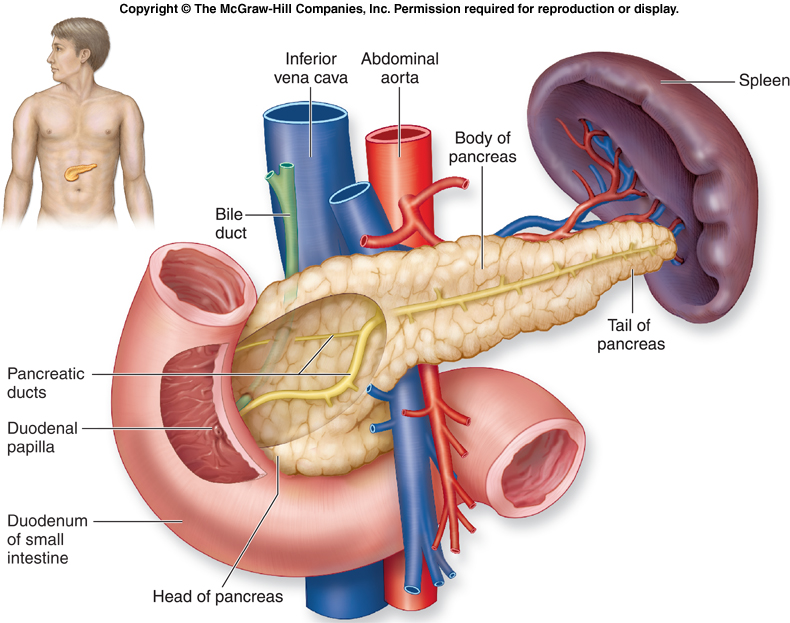 Copyright © The McGraw-Hill Companies, Inc. Permission required for reproduction or display.
Inferior
vena cava
Abdominal
aorta
Spleen
Body of
pancreas
Bile
duct
Tail of
pancreas
Pancreatic
ducts
Duodenal
papilla
Duodenum
of small
intestine
Head of pancreas